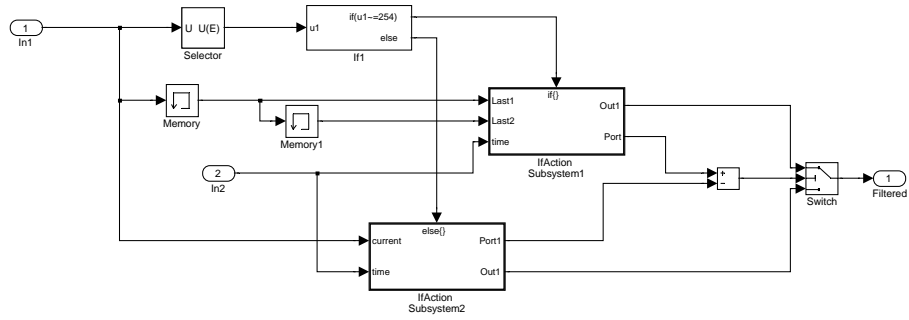 1
In1
U U(E)
Selector
u1
if(u1~=254)
else
If1
Memory
Memory1
if{}
Last1
Last2
time
Out1
Port
IfAction
Subsystem1
2
In2
+
−
Switch
1
Filtered
else{}
current
time
Port1
Out1
IfAction
Subsystem2